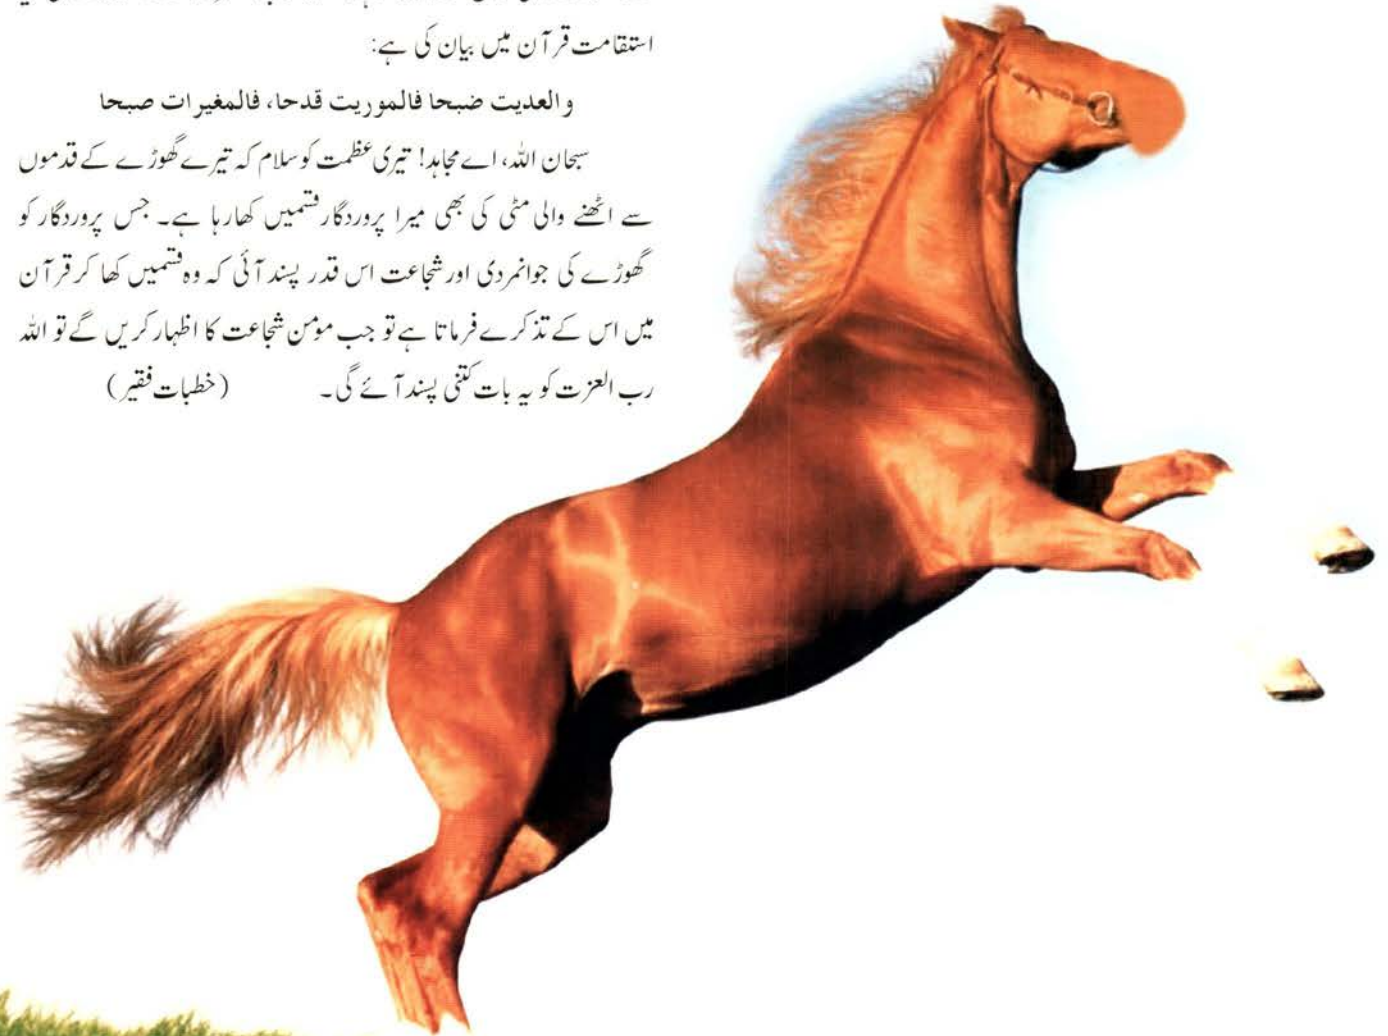 استقامت قرآن میں بیان کی ہے:
والعدیت ضبحا فالموریت قدحا، فالمغیرات صبحا
سبحان اللہ، اے مجاہد! تیری عظمت کو سلام کہ تیرے گھوڑے کے قدموں
سے اٹھنے والی مٹی کی بھی میرا پروردگار قسمیں کھا رہا ہے۔ جس پروردگار کو
گھوڑے کی جوانمردی اور شجاعت اس قدر پسند آئی کہ وہ قسمیں کھا کر قرآن
میں اس کے تذکرے فرماتا ہے تو جب مؤمن شجاعت کا اظہار کریں گے تو اللہ
رب العزت کو یہ بات کتنی پسند آئے گی۔ (خطبات فقیر)